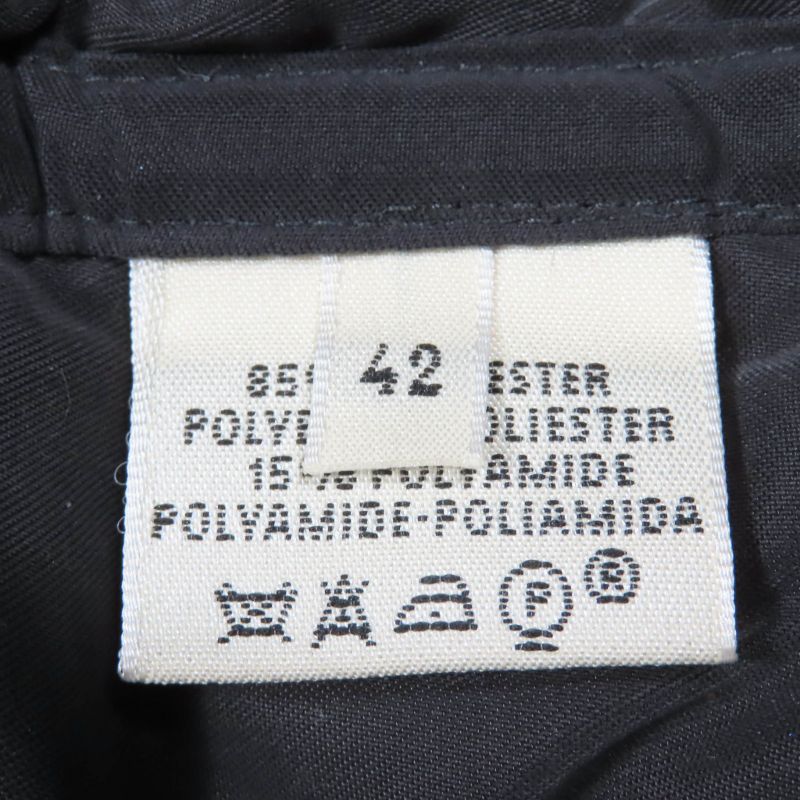 42
85% ESTER
POLYE OLIESTER
15 % POLYAMIDE
POLYAMIDE-POLIAMIDA
P
R